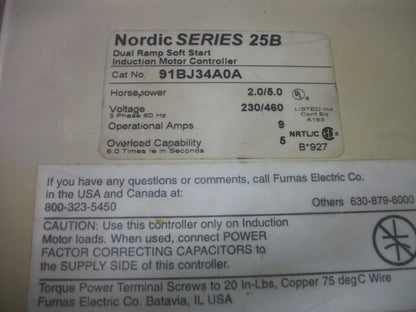 Nordic SERIES 25B
Dual Ramp Soft Start
Induction Motor Controller
Cat No. 91BJ34A0A
Horsepower 2.0/5.0
Voltage 230/460
3 Phase 60 Hz
LISTED Ind
Cont Eq
A163
Operational Amps 9
NRTL/C
Overload Capability 5
6.0 Times Ie in Seconds
B*927
If you have any questions or comments, call Furnas Electric Co.
in the USA and Canada at:
800-323-5450 Others 630-879-6000
CAUTION: Use this controller only on Induction
Motor loads. When used, connect POWER
FACTOR CORRECTING CAPACITORS to
the SUPPLY SIDE of this controller.
Torque Power Terminal Screws to 20 In-Lbs, Copper 75 degC Wire
Furnas Electric Co. Batavia, IL USA